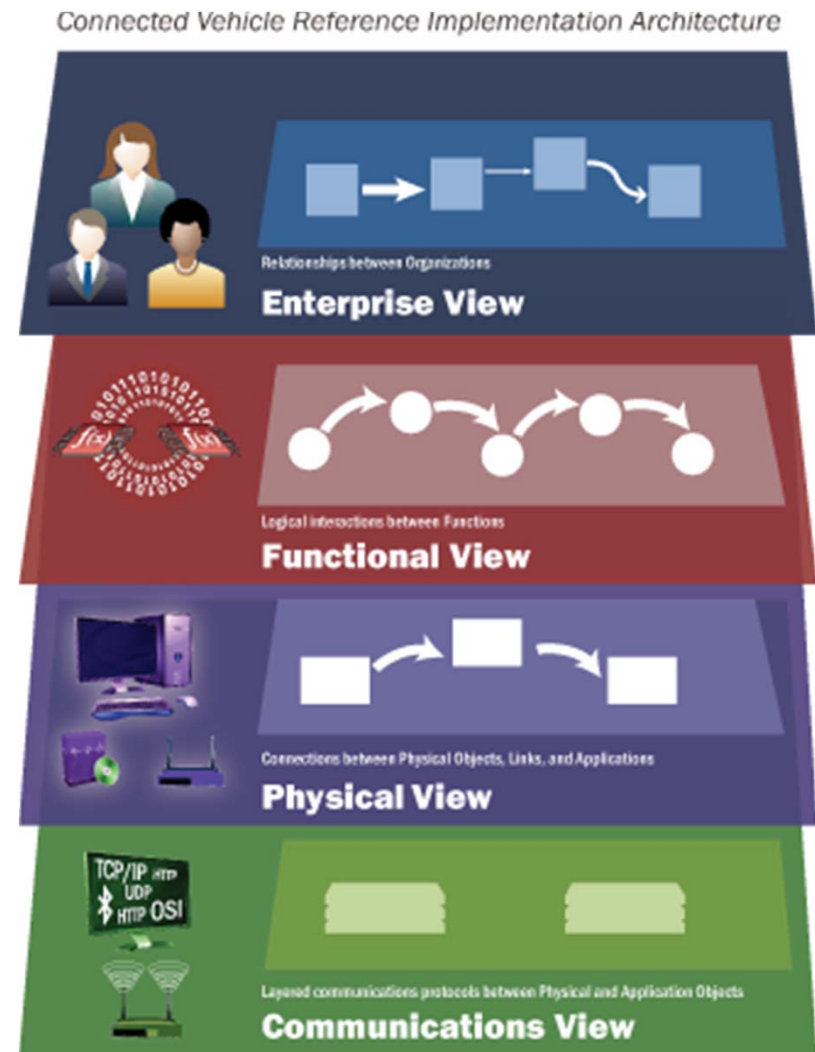 Connected Vehicle Reference Implementation Architecture
Relationships between Organizations
Enterprise View
f(x)
f(x)
Logical interactions between Functions
Functional View
Connections between Physical Objects, Links, and Applications
Physical View
TCP/IP HTTP
UDP
HTTP OSI
Layered communications protocols between Physical and Application Objects
Communications View